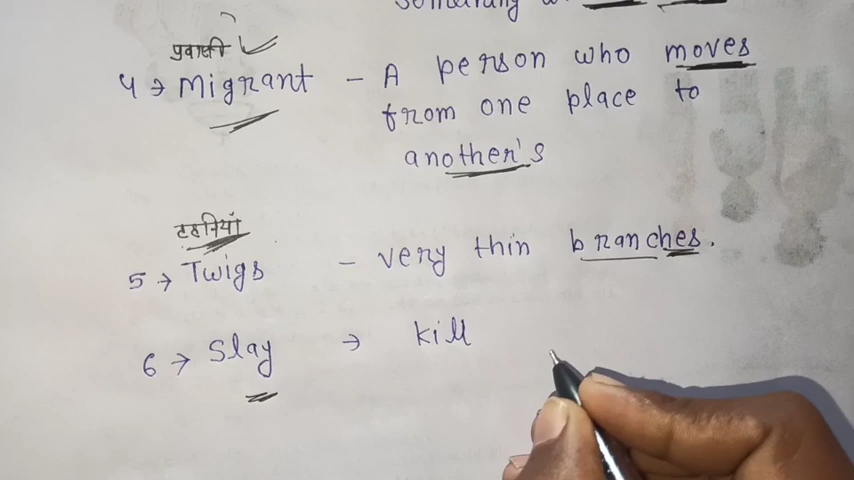 something
प्रवासी
4 → Migrant – A person who moves
from one place to
another's
टहनियाँ
5 → Twigs – very thin branches.
6 → Slay → Kill